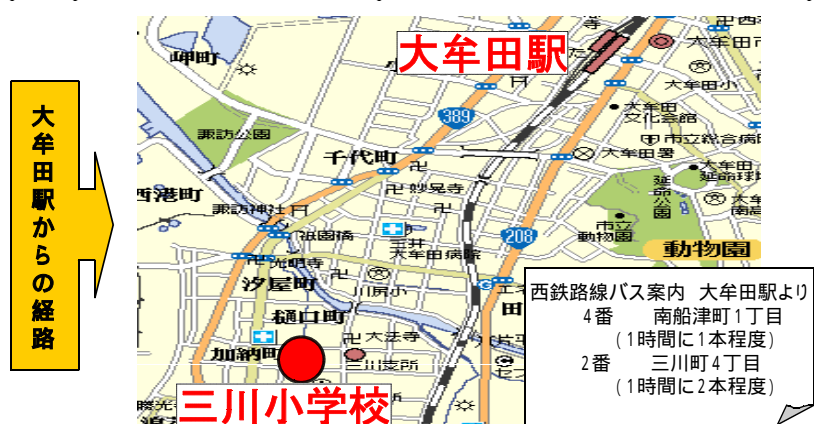 大牟田駅からの経路
大牟田駅
岬町
389
大牟田小
大牟田
文化会館
市立総合病
大牟田署
諏訪公園
千代町
卍妙晃寺
西港町
諏訪神社
祇園橋
延命公園
市立
動物園
動物園
208
大牟田病院
光明寺
汐屋町
川尻小
樋口町
卍大法寺
加納町
三川支所
三川小学校
西鉄路線バス案内 大牟田駅より
4番 南船津町1丁目
(1時間に1本程度)
2番 三川町4丁目
(1時間に2本程度)